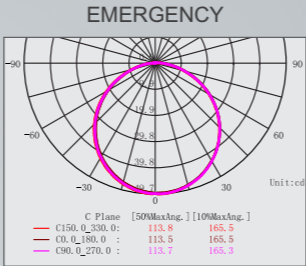 EMERGENCY
-90 90
9.9
19.9
29.8
-60 60
39.8
-30 30
0
Unit:cd
C Plane [50%MaxAng.][10%MaxAng.]
C150.0_330.0: 113.8 165.5
C0.0_180.0 : 113.5 165.5
C90.0_270.0 : 113.7 165.3